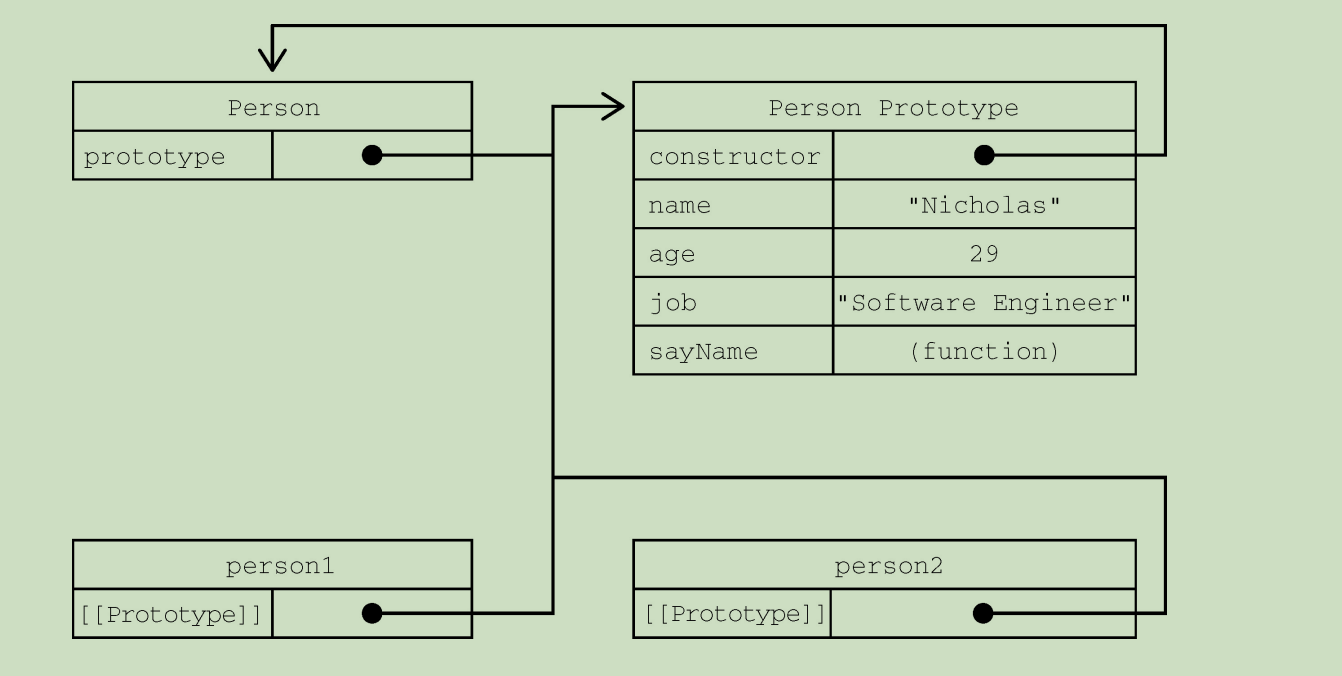 Person
prototype
Person Prototype
constructor
name "Nicholas"
age 29
job "Software Engineer"
sayName (function)
person1
[[Prototype]]
person2
[[Prototype]]